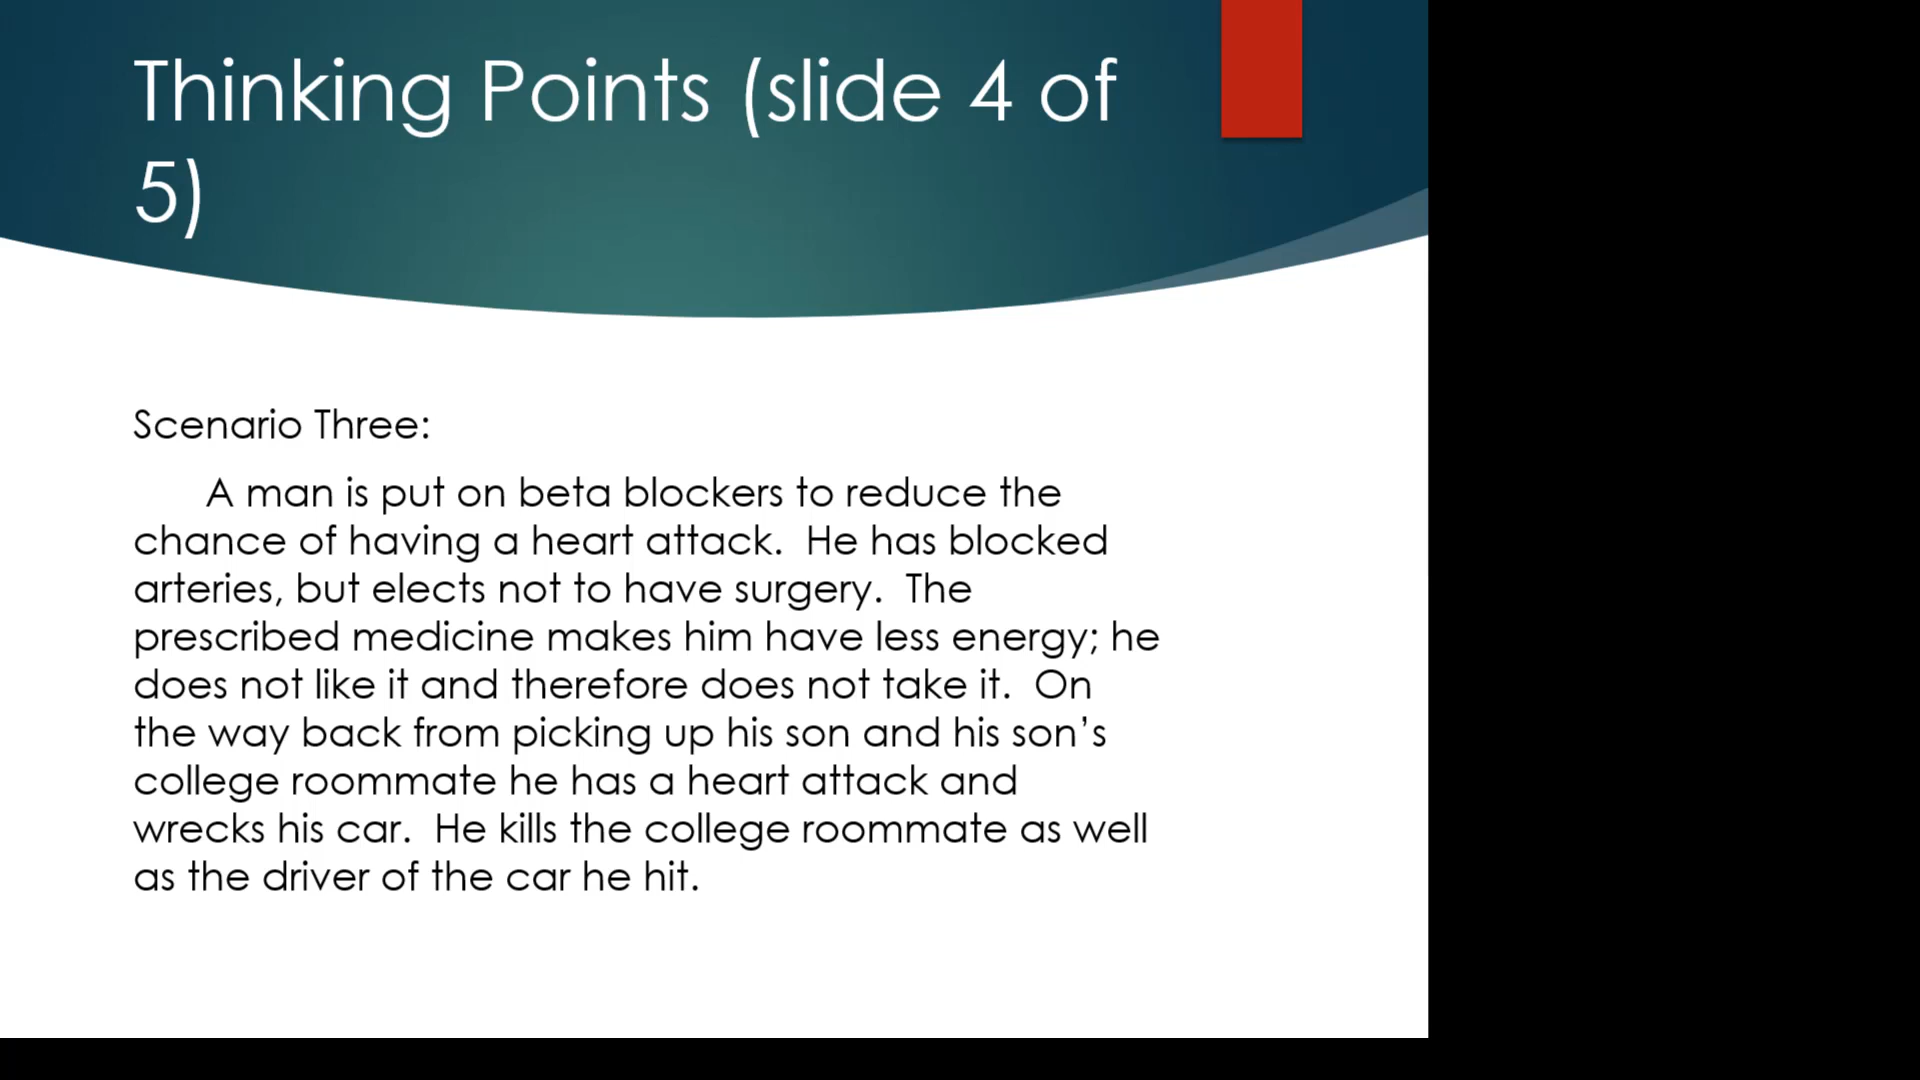 Thinking Points (slide 4 of
5)
Scenario Three:
A man is put on beta blockers to reduce the
chance of having a heart attack.  He has blocked
arteries, but elects not to have surgery.  The
prescribed medicine makes him have less energy; he
does not like it and therefore does not take it.  On
the way back from picking up his son and his son’s
college roommate he has a heart attack and
wrecks his car.  He kills the college roommate as well
as the driver of the car he hit.